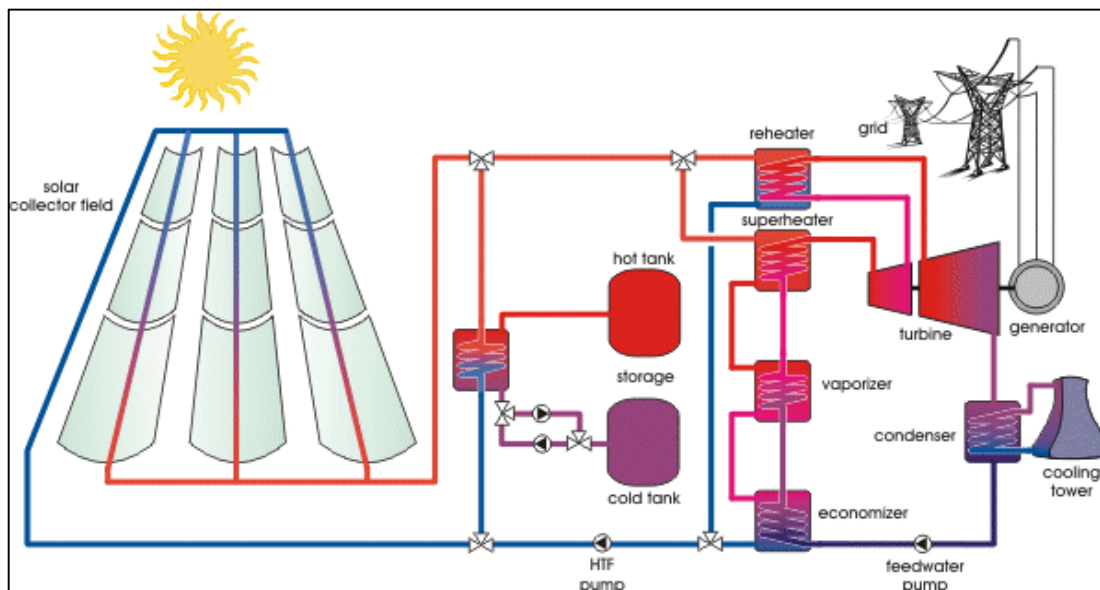 solar
collector field
hot tank
storage
cold tank
HTF
pump
reheater
superheater
vaporizer
economizer
grid
turbine
generator
condenser
cooling
tower
feedwater
pump